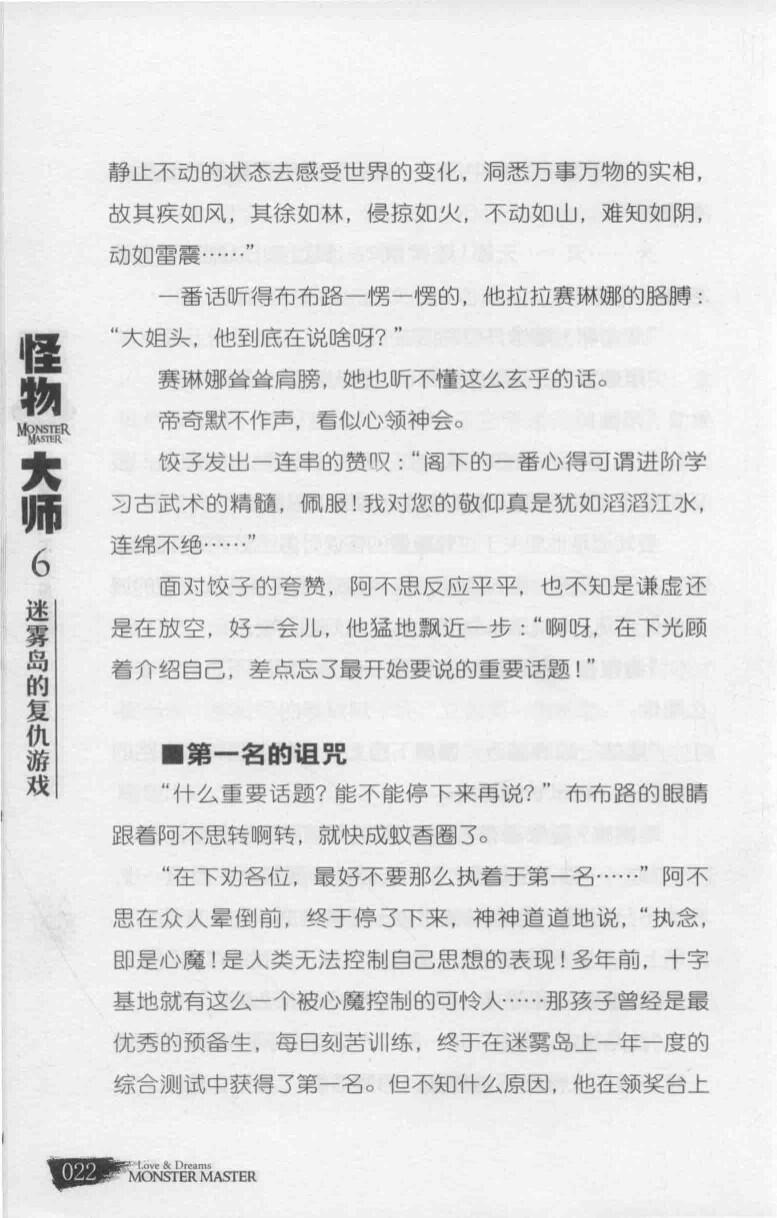 静止不动的状态去感受世界的变化，洞悉万事万物的实相，
故其疾如风，其徐如林，侵掠如火，不动如山，难知如阴，
动如雷震……”
一番话听得布布路一愣一愣的，他拉拉赛琳娜的胳膊：
“大姐头，他到底在说啥呀？”
赛琳娜耸耸肩膀，她也听不懂这么玄乎的话。
帝奇默不作声，看似心领神会。
饺子发出一连串的赞叹：“阁下的一番心得可谓进阶学
习古武术的精髓，佩服！我对您的敬仰真是犹如滔滔江水，
连绵不绝……”
面对饺子的夸赞，阿不思反应平平，也不知是谦虚还
是在放空，好一会儿，他猛地飘近一步：“啊呀，在下光顾
着介绍自己，差点忘了最开始要说的重要话题！”
■第一名的诅咒
“什么重要话题？能不能停下来再说？”布布路的眼睛
跟着阿不思转啊转，就快成蚊香圈了。
“在下劝各位，最好不要那么执着于第一名……”阿不
思在众人晕倒前，终于停了下来，神神道道地说，“执念，
即是心魔！是人类无法控制自己思想的表现！多年前，十字
基地就有这么一个被心魔控制的可怜人……那孩子曾经是最
优秀的预备生，每日刻苦训练，终于在迷雾岛上一年一度的
综合测试中获得了第一名。但不知什么原因，他在领奖台上
怪物
MONSTER
MASTER
大师
6
迷雾岛的复仇游戏
022
Love & Dreams
MONSTER MASTER